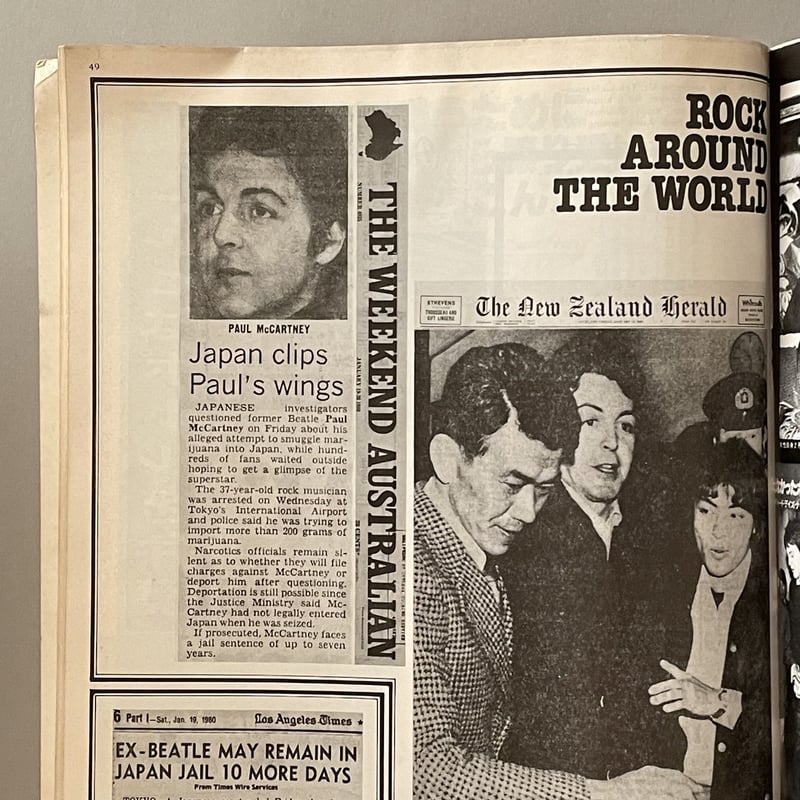 49
ROCK
AROUND
THE WORLD
PAUL McCARTNEY
Japan clips
Paul's wings
JAPANESE investigators
questioned former Beatle Paul
McCartney on Friday about his
alleged attempt to smuggle mar-
ijuana into Japan, while hund-
reds of fans waited outside
hoping to get a glimpse of the
superstar.
The 37-year-old rock musician
was arrested on Wednesday at
Tokyo's International Airport
and police said he was trying to
import more than 200 grams of
marijuana.
Narcotics officials remain si-
lent as to whether they will file
charges against McCartney or
deport him after questioning.
Deportation is still possible since
the Justice Ministry said Mc-
Cartney had not legally entered
Japan when he was seized.
If prosecuted, McCartney faces
a jail sentence of up to seven
years.
THE WEEKEND AUSTRALIAN
The New Zealand Herald
6 Part I—Sat., Jan. 19, 1980
Los Angeles Times
EX-BEATLE MAY REMAIN IN
JAPAN JAIL 10 MORE DAYS
From Times Wire Services